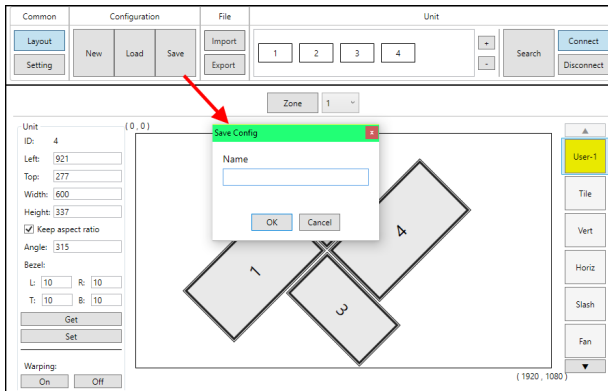 Common Configuration File Unit
Layout New Load Save Import 1 2 3 4 + Search Connect
Setting Export - Disconnect
Zone 1
Unit
ID: 4
Left: 921
Top: 277
Width: 600
Height: 337
Keep aspect ratio
Angle: 315
Bezel:
L: 10 R: 10
T: 10 B: 10
Get
Set
Warping:
On Off
( 0 , 0 )
Save Config x
Name
OK Cancel
1
4
3
( 1920 , 1080 )
User-1
Tile
Vert
Horiz
Slash
Fan